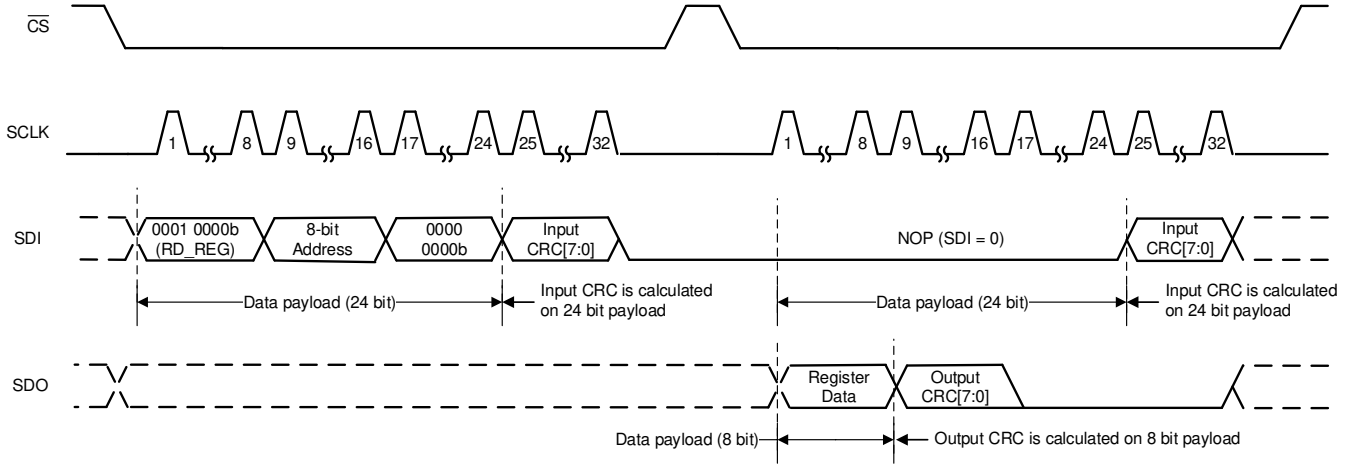 CS
SCLK
1 8 9 16 17 24 25 32 1 8 9 16 17 24 25 32
SDI
0001 0000b
(RD_REG)
8-bit
Address
0000
0000b
Input
CRC[7:0]
NOP (SDI = 0)
Input
CRC[7:0]
Data payload (24 bit)
Input CRC is calculated
on 24 bit payload
Data payload (24 bit)
Input CRC is calculated
on 24 bit payload
SDO
Register
Data
Output
CRC[7:0]
Data payload (8 bit)
Output CRC is calculated on 8 bit payload